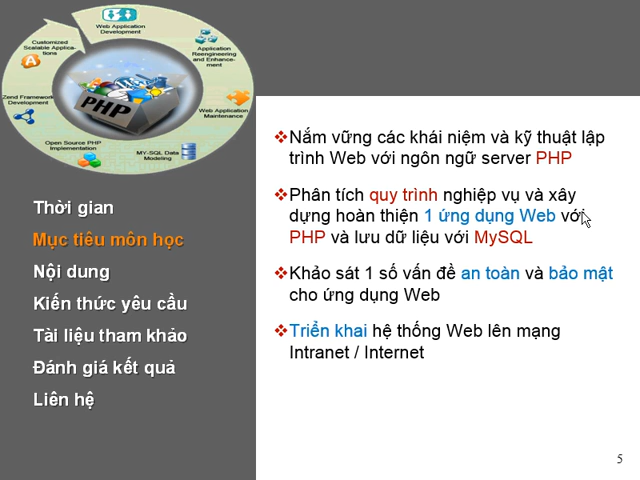 Web Application
Development
Customized
Scalable Applica-
tions
Application
Reengineering
and Enhance-
ment
Zend Framework
Development
PHP
Web Application
Maintenance
Open Source PHP
Implementation
MY-SQL Data
Modeling
Thời gian
Mục tiêu môn học
Nội dung
Kiến thức yêu cầu
Tài liệu tham khảo
Đánh giá kết quả
Liên hệ
❖Nắm vững các khái niệm và kỹ thuật lập
trình Web với ngôn ngữ server PHP
❖Phân tích quy trình nghiệp vụ và xây
dựng hoàn thiện 1 ứng dụng Web với
PHP và lưu dữ liệu với MySQL
❖Khảo sát 1 số vấn đề an toàn và bảo mật
cho ứng dụng Web
❖Triển khai hệ thống Web lên mạng
Intranet / Internet
5